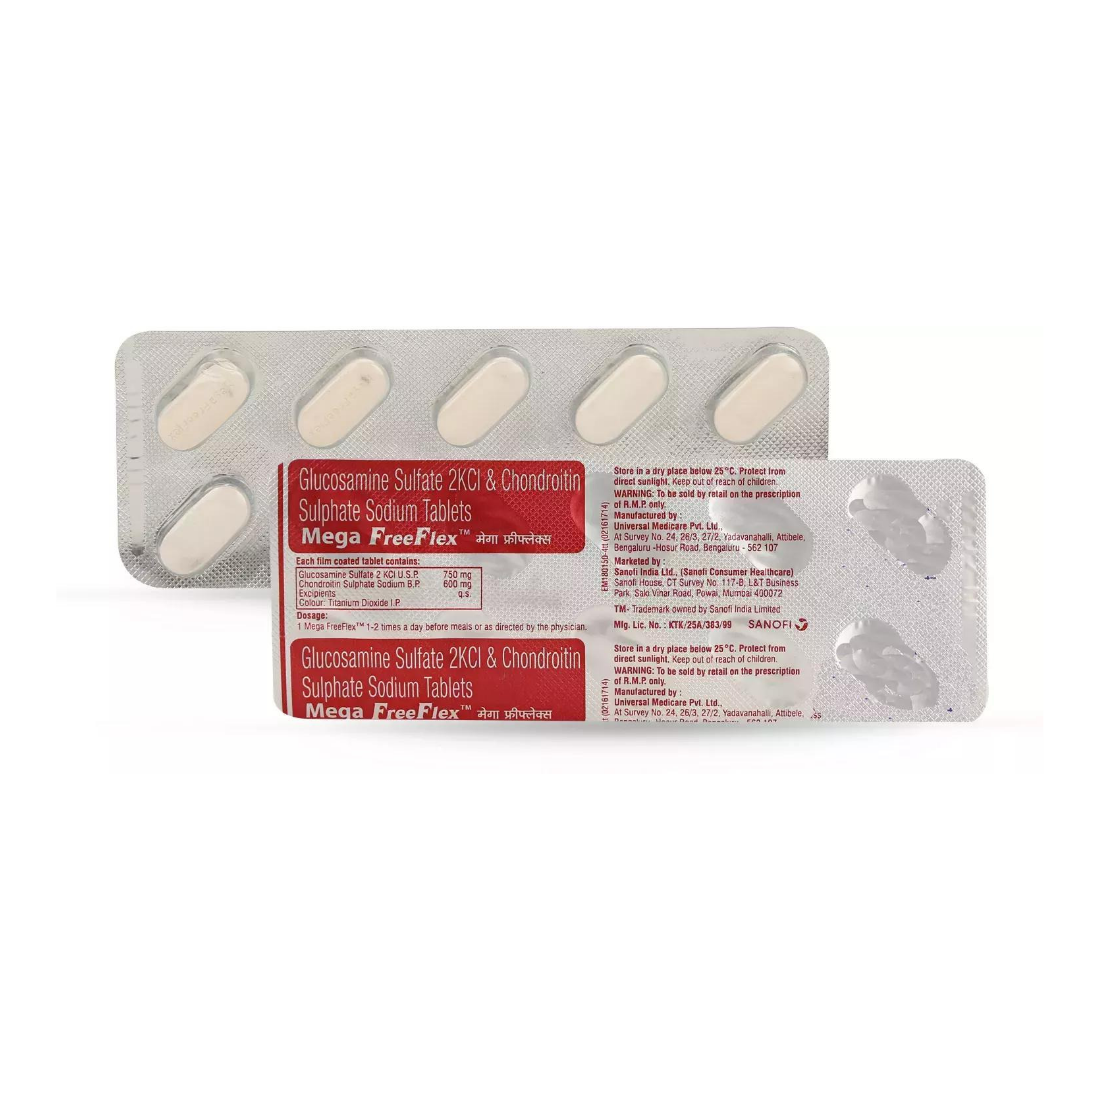 Glucosamine Sulfate 2KCl & Chondroitin
Sulphate Sodium Tablets
Mega FreeFlex™ मेगा फ्रीफ्लेक्स
Each film coated tablet contains:
Glucosamine Sulfate 2 KCl U.S.P. 750 mg
Chondroitin Sulphate Sodium B.P. 600 mg
Excipients q.s.
Colour: Titanium Dioxide I.P.
Dosage:
1 Mega FreeFlex™ 1-2 times a day before meals or as directed by the physician.
Glucosamine Sulfate 2KCl & Chondroitin
Sulphate Sodium Tablets
Mega FreeFlex™ मेगा फ्रीफ्लेक्स
Store in a dry place below 25°C. Protect from
direct sunlight. Keep out of reach of children.
WARNING: To be sold by retail on the prescription
of R.M.P. only.
Manufactured by :
Universal Medicare Pvt. Ltd.,
At Survey No. 24, 26/3, 27/2, Yadavanahalli, Attibele,
Bengaluru -Hosur Road, Bengaluru - 562 107
Marketed by :
Sanofi India Ltd., (Sanofi Consumer Healthcare)
Sanofi House, CT Survey No. 117-B, L&T Business
Park, Saki Vihar Road, Powai, Mumbai 400072
TM- Trademark owned by Sanofi India Limited
Mfg. Lic. No. : KTK/25A/383/99 SANOFI
Store in a dry place below 25°C. Protect from
direct sunlight. Keep out of reach of children.
WARNING: To be sold by retail on the prescription
of R.M.P. only.
Manufactured by :
Universal Medicare Pvt. Ltd.,
At Survey No. 24, 26/3, 27/2, Yadavanahalli, Attibele,
(02161714)
(02161714)